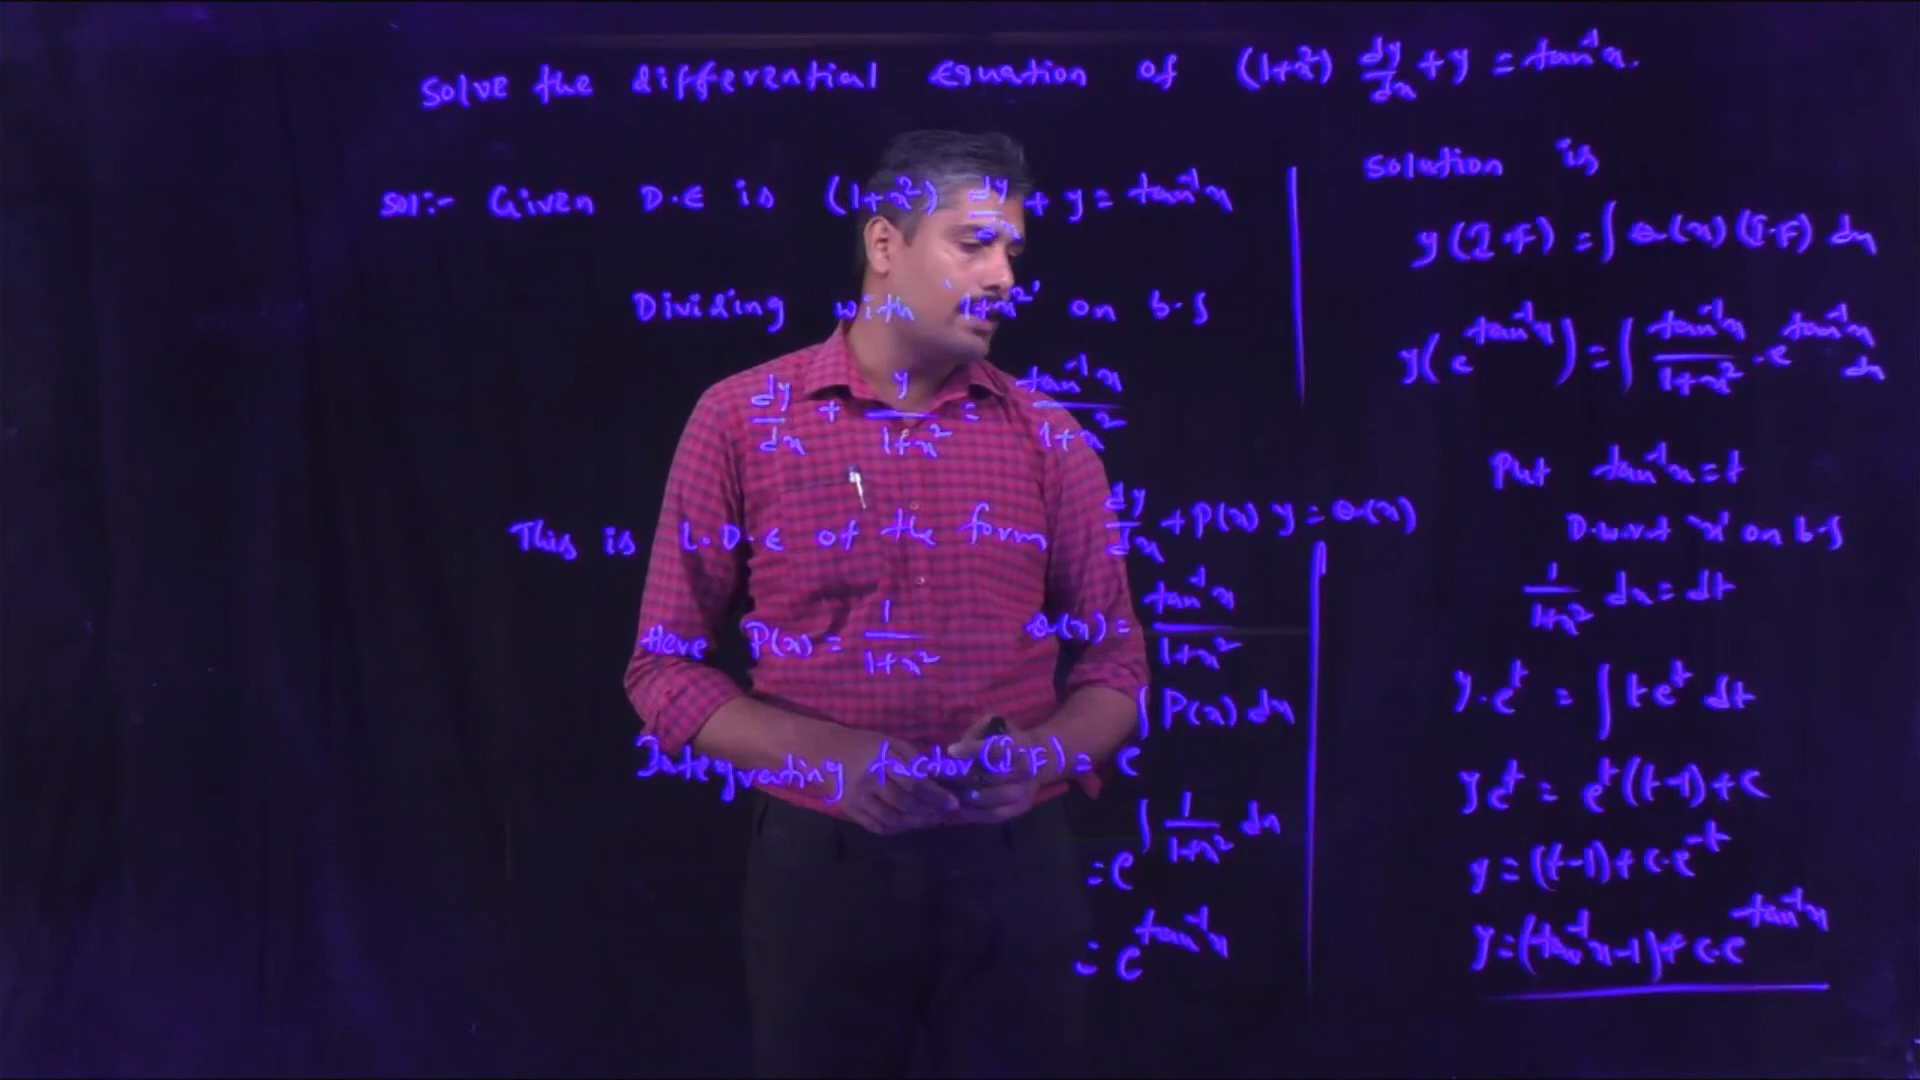 Solve the differential Equation of (1+x²) dy/dx + y = tan⁻¹x.
Sol:- Given D.E is (1+x²) dy/dx + y = tan⁻¹x
Dividing with '1+x²' on b.s
dy/dx + y/1+x² = tan⁻¹x/1+x²
This is L.D.E of the form dy/dx + P(x) y = Q(x)
Here P(x) = 1/1+x² Q(x) = tan⁻¹x/1+x²
Integrating factor (I.F) = e^∫P(x) dx
= e^∫ 1/1+x² dx
= e^tan⁻¹x
Solution is
y(I.F) = ∫ Q(x) (I.F) dx
y(e^tan⁻¹x) = ∫ tan⁻¹x/1+x² . e^tan⁻¹x dx
Put tan⁻¹x = t
D.w.r.t 'x' on b.s
1/1+x² dx = dt
y.e^t = ∫ t e^t dt
y e^t = e^t (t-1) + c
y = (t-1) + c.e^-t
y = (tan⁻¹x-1) + c.e^-tan⁻¹x